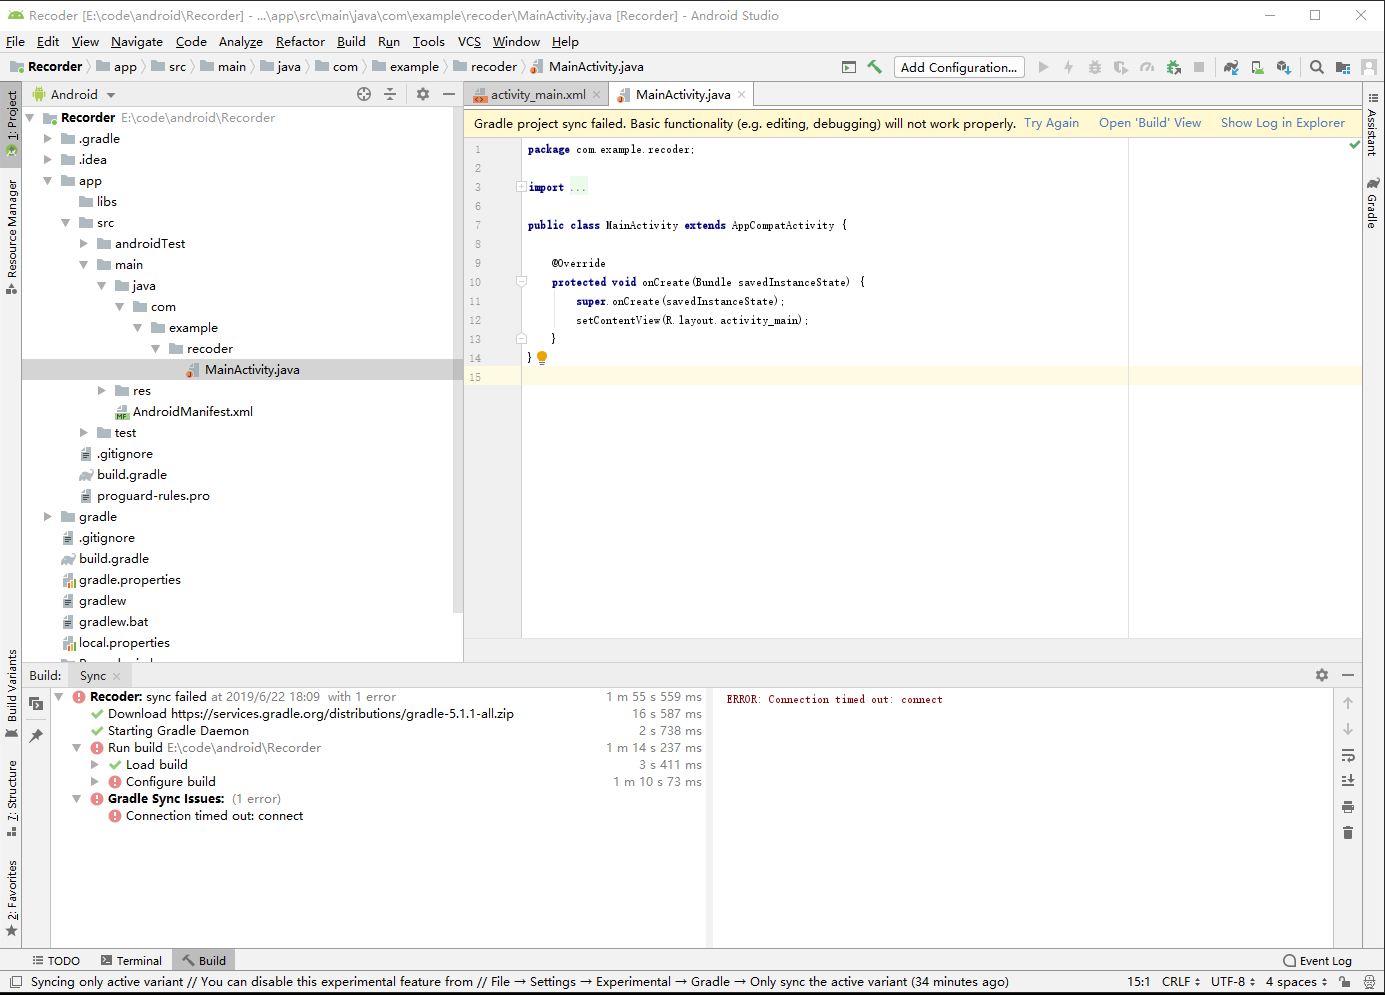 Recoder [E:\code\android\Recorder] - ...\app\src\main\java\com\example\recoder\MainActivity.java [Recorder] - Android Studio
File Edit View Navigate Code Analyze Refactor Build Run Tools VCS Window Help
Recorder app src main java com example recoder MainActivity.java Add Configuration...
1: Project
Resource Manager
Build Variants
7: Structure
2: Favorites
Android
Recorder E:\code\android\Recorder
.gradle
.idea
app
libs
src
androidTest
main
java
com
example
recoder
MainActivity.java
res
MF AndroidManifest.xml
test
.gitignore
build.gradle
proguard-rules.pro
gradle
.gitignore
build.gradle
gradle.properties
gradlew
gradlew.bat
local.properties
activity_main.xml MainActivity.java
Gradle project sync failed. Basic functionality (e.g. editing, debugging) will not work properly. Try Again Open 'Build' View Show Log in Explorer
1 package com.example.recoder;
2
3 import ...
6
7 public class MainActivity extends AppCompatActivity {
8
9 @Override
10 protected void onCreate(Bundle savedInstanceState) {
11 super.onCreate(savedInstanceState);
12 setContentView(R.layout.activity_main);
13 }
14 }
15
Assistant
Gradle
Build: Sync
Recoder: sync failed at 2019/6/22 18:09 with 1 error 1 m 55 s 559 ms
Download https://services.gradle.org/distributions/gradle-5.1.1-all.zip 16 s 587 ms
Starting Gradle Daemon 2 s 738 ms
Run build E:\code\android\Recorder 1 m 14 s 237 ms
Load build 3 s 411 ms
Configure build 1 m 10 s 73 ms
Gradle Sync Issues: (1 error)
Connection timed out: connect
ERROR: Connection timed out: connect
TODO Terminal Build Event Log
Syncing only active variant // You can disable this experimental feature from // File → Settings → Experimental → Gradle → Only sync the active variant (34 minutes ago) 15:1 CRLF UTF-8 4 spaces